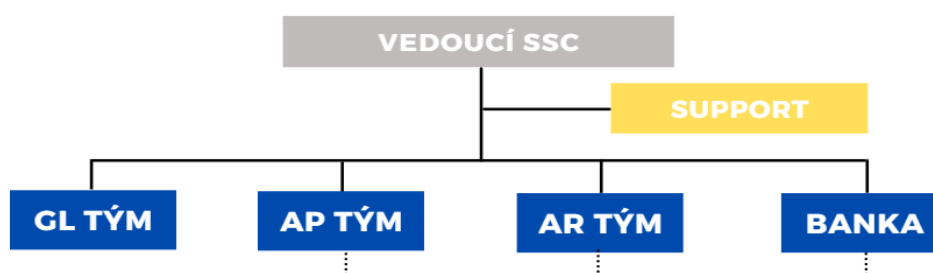 VEDOUCÍ SSC
SUPPORT
GL TÝM
AP TÝM
AR TÝM
BANKA